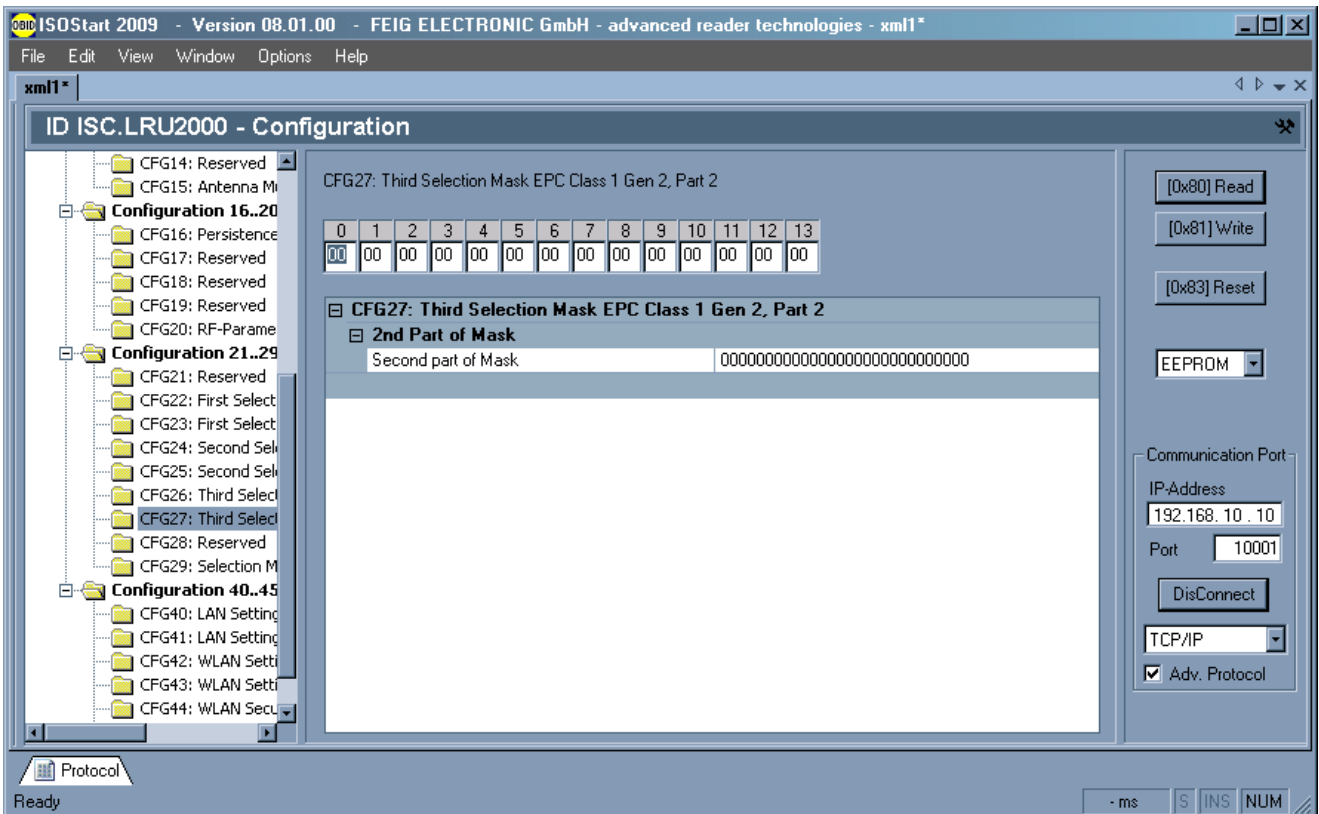 OBID ISOStart 2009 - Version 08.01.00 - FEIG ELECTRONIC GmbH - advanced reader technologies - xml1*
File Edit View Window Options Help
xml1*
ID ISC.LRU2000 - Configuration
CFG14: Reserved
CFG15: Antenna Mu
Configuration 16..20
CFG16: Persistence
CFG17: Reserved
CFG18: Reserved
CFG19: Reserved
CFG20: RF-Parame
Configuration 21..29
CFG21: Reserved
CFG22: First Select
CFG23: First Select
CFG24: Second Sele
CFG25: Second Sele
CFG26: Third Select
CFG27: Third Select
CFG28: Reserved
CFG29: Selection M
Configuration 40..45
CFG40: LAN Setting
CFG41: LAN Setting
CFG42: WLAN Setti
CFG43: WLAN Setti
CFG44: WLAN Secu
CFG27: Third Selection Mask EPC Class 1 Gen 2, Part 2
0 1 2 3 4 5 6 7 8 9 10 11 12 13
00 00 00 00 00 00 00 00 00 00 00 00 00 00
CFG27: Third Selection Mask EPC Class 1 Gen 2, Part 2
2nd Part of Mask
Second part of Mask 0000000000000000000000000000
[0x80] Read
[0x81] Write
[0x83] Reset
EEPROM
Communication Port
IP-Address
192.168. 10 . 10
Port 10001
DisConnect
TCP/IP
Adv. Protocol
Protocol
Ready - ms S INS NUM